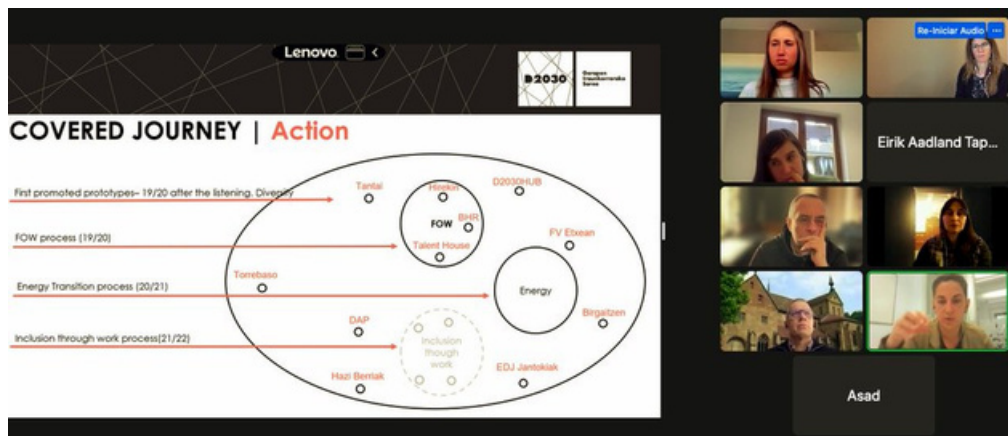 Lenovo
D2030
COVERED JOURNEY | Action
First promoted prototypes– 19/20 after the listening. Diversity
FOW process (19/20)
Energy Transition process (20/21)
Inclusion through work process(21/22)
Tantai
Hirekin
D2030HUB
FOW
BHR
Talent House
FV Etxean
Torrebaso
Energy
DAP
Birgaitzen
Inclusion
though
work
Hazi Berriak
EDJ Jantokiak
Re-Iniciar Audio
Eirik Aadland Tap...
Asad